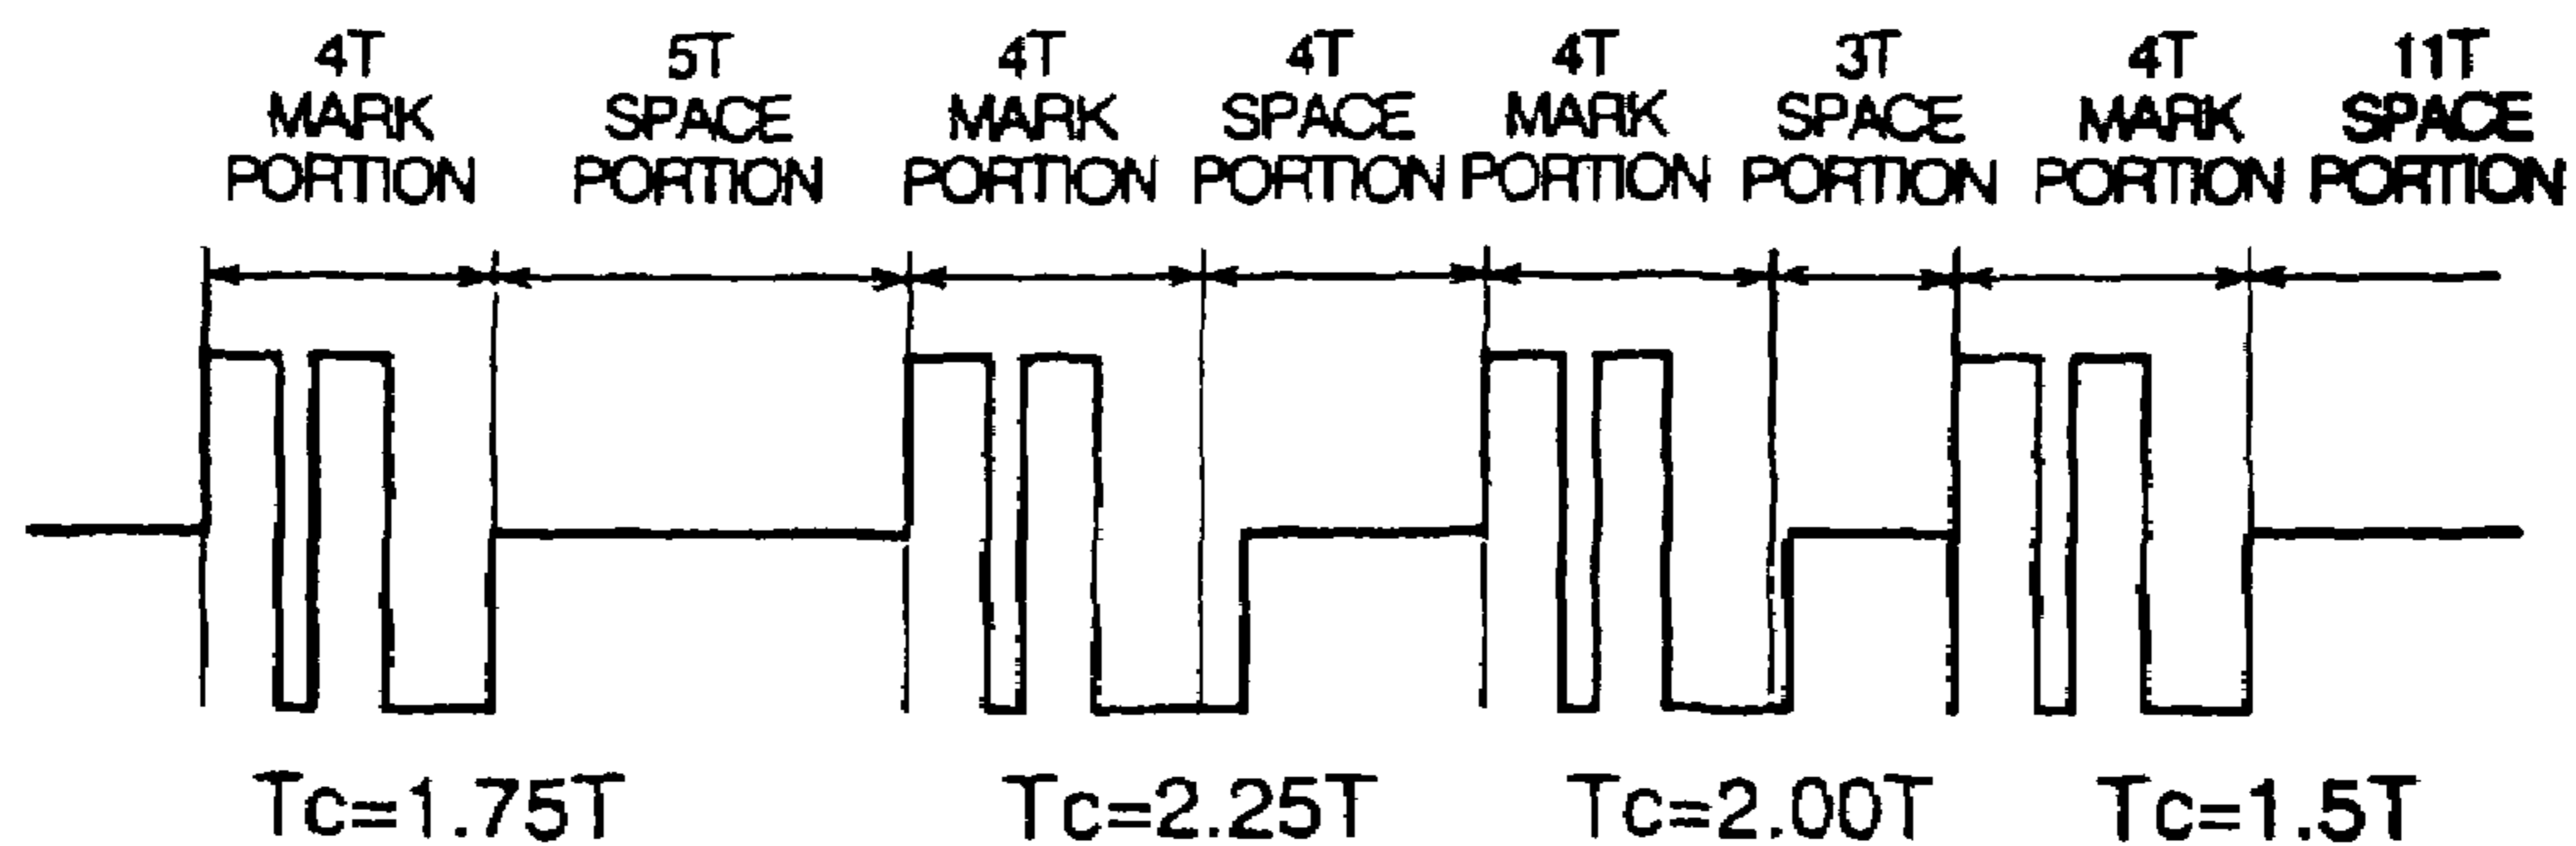 4T
MARK
PORTION
5T
SPACE
PORTION
4T
MARK
PORTION
4T
SPACE
PORTION
4T
MARK
PORTION
3T
SPACE
PORTION
4T
MARK
PORTION
11T
SPACE
PORTION
Tc=1.75T
Tc=2.25T
Tc=2.00T
Tc=1.5T